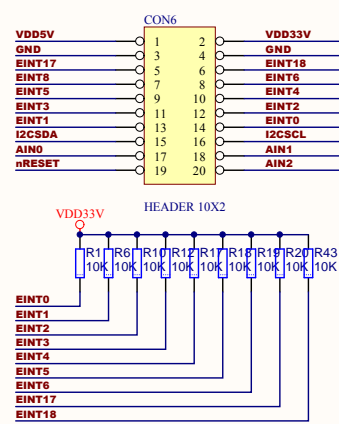 CON6
VDD5V 1 2 VDD33V
GND 3 4 GND
EINT17 5 6 EINT18
EINT8 7 8 EINT6
EINT5 9 10 EINT4
EINT3 11 12 EINT2
EINT1 13 14 EINT0
I2CSDA 15 16 I2CSCL
AIN0 17 18 AIN1
nRESET 19 20 AIN2
HEADER 10X2
VDD33V
R1 R6 R10 R12 R17 R18 R19 R20 R43
10K 10K 10K 10K 10K 10K 10K 10K 10K
EINT0
EINT1
EINT2
EINT3
EINT4
EINT5
EINT6
EINT17
EINT18